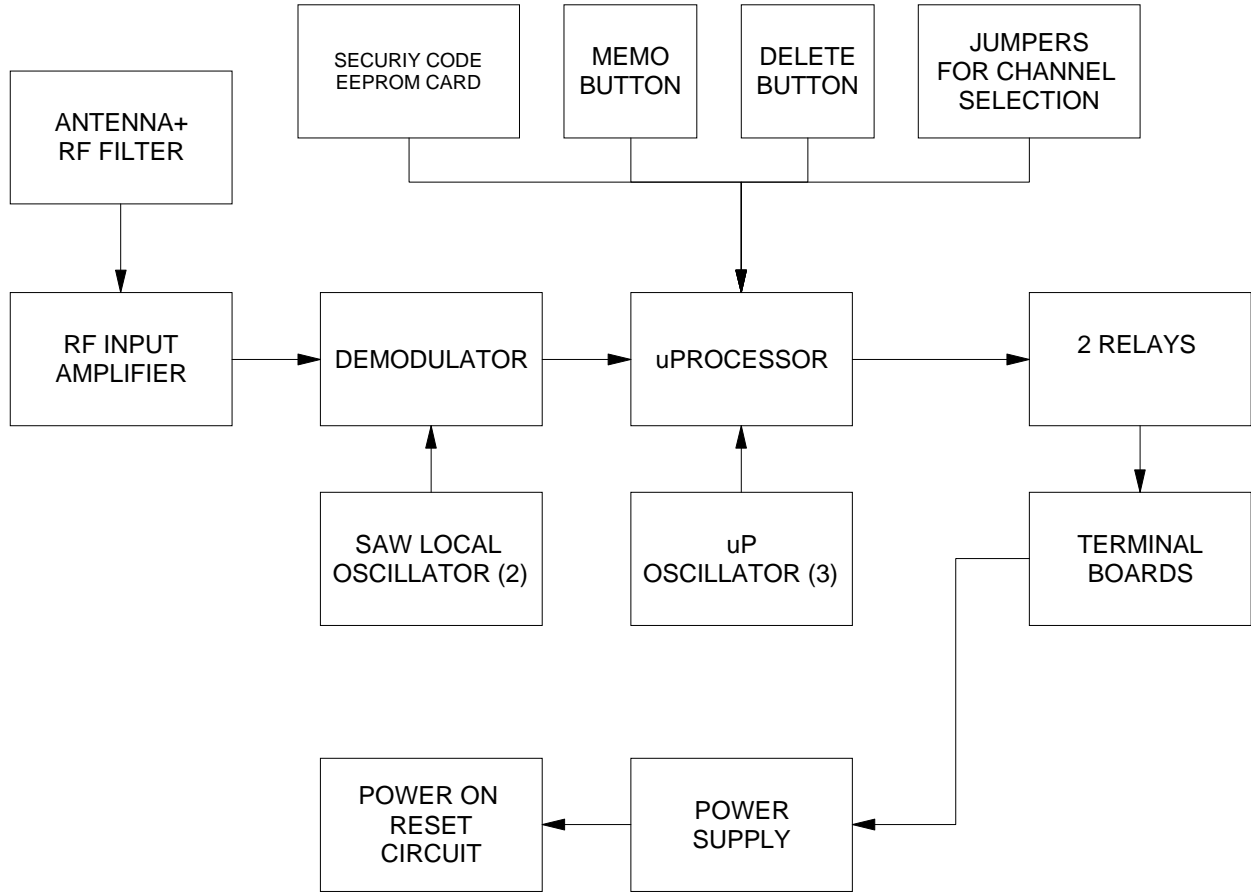 SECURIY CODE
EEPROM CARD
MEMO
BUTTON
DELETE
BUTTON
JUMPERS
FOR CHANNEL
SELECTION
ANTENNA+
RF FILTER
RF INPUT
AMPLIFIER
DEMODULATOR
uPROCESSOR
2 RELAYS
SAW LOCAL
OSCILLATOR (2)
uP
OSCILLATOR (3)
TERMINAL
BOARDS
POWER ON
RESET
CIRCUIT
POWER
SUPPLY